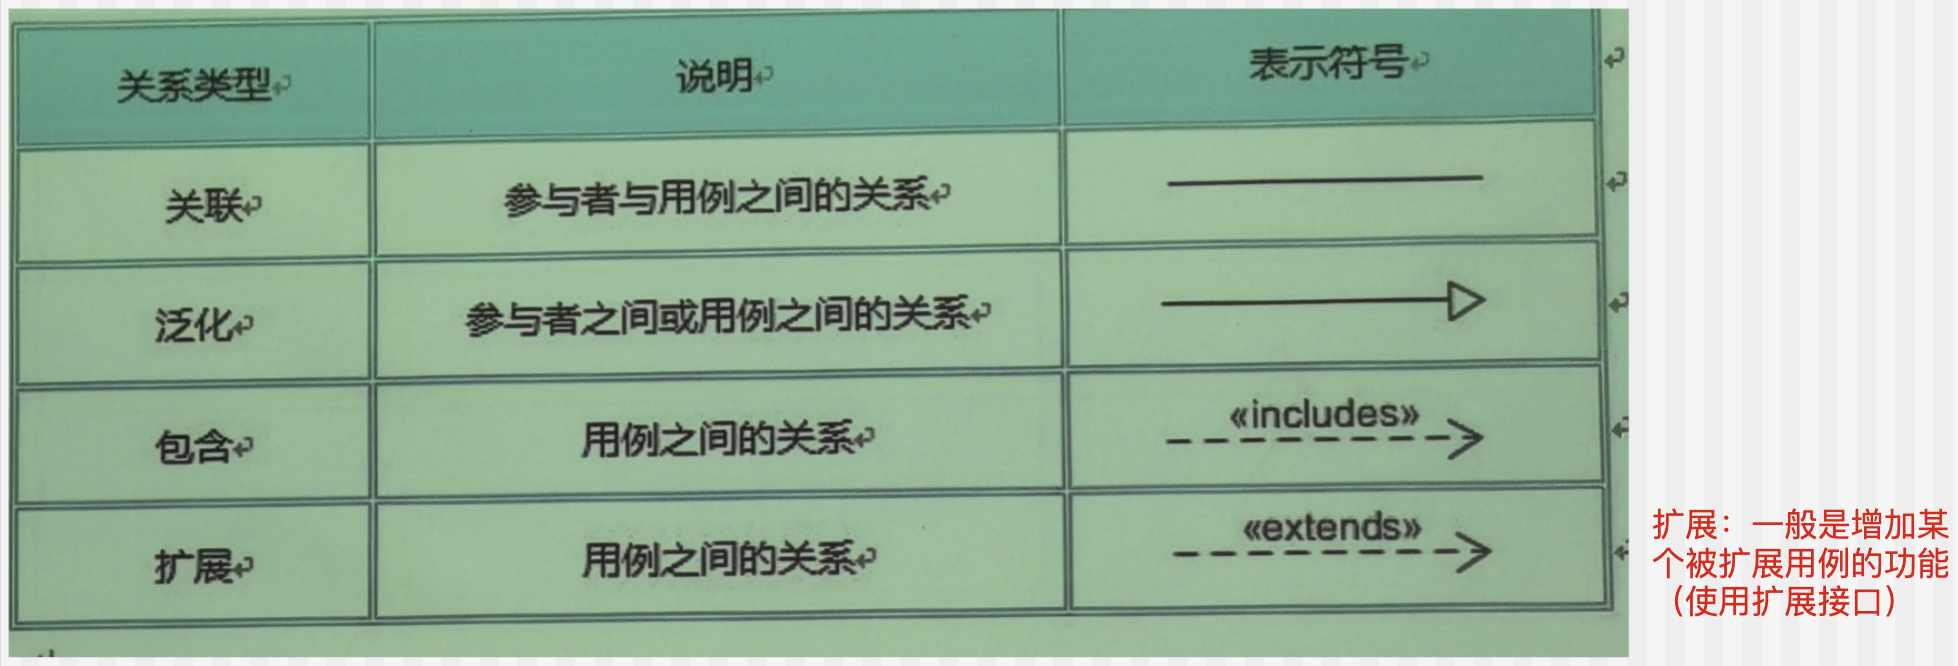 关系类型 说明 表示符号
关联 参与者与用例之间的关系
泛化 参与者之间或用例之间的关系
包含 用例之间的关系 «includes»
扩展 用例之间的关系 «extends»
扩展：一般是增加某
个被扩展用例的功能
（使用扩展接口）